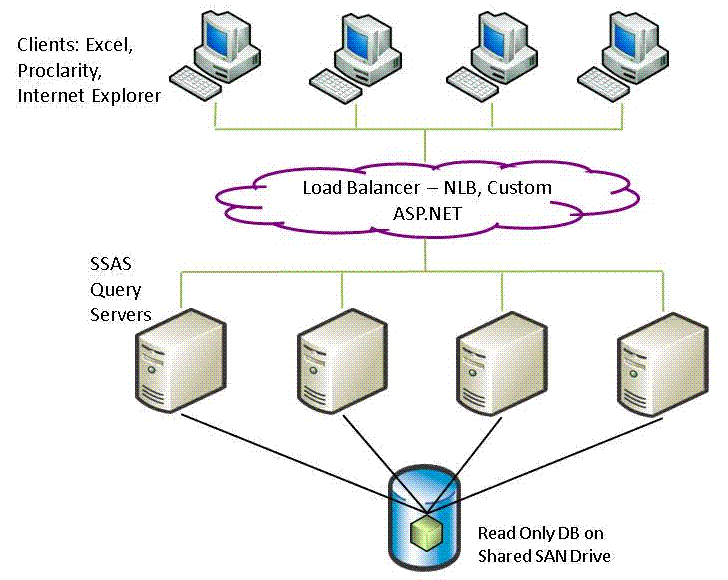 Clients: Excel,
Proclarity,
Internet Explorer
Load Balancer – NLB, Custom
ASP.NET
SSAS
Query
Servers
Read Only DB on
Shared SAN Drive